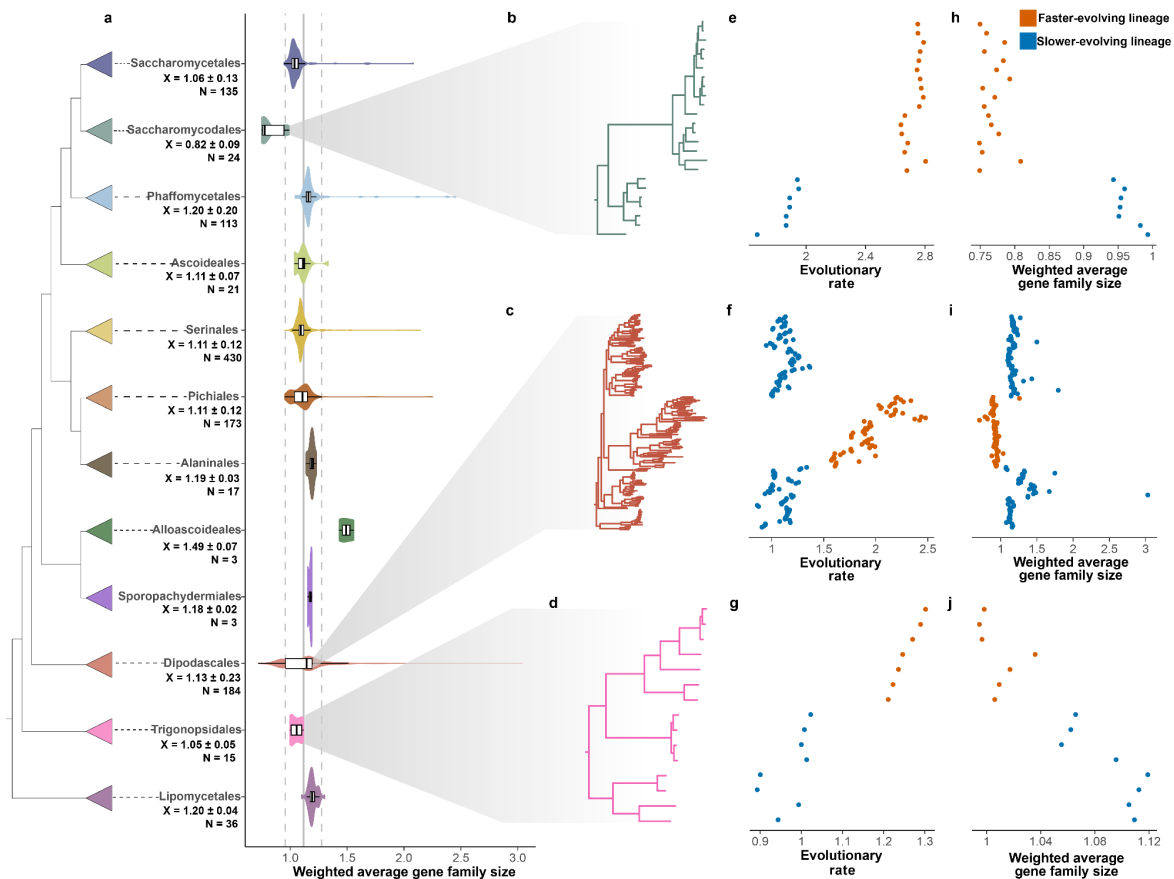 a
Saccharomycetales
X = 1.06 ± 0.13
N = 135
Saccharomycodales
X = 0.82 ± 0.09
N = 24
Phaffomycetales
X = 1.20 ± 0.20
N = 113
Ascoideales
X = 1.11 ± 0.07
N = 21
Serinales
X = 1.11 ± 0.12
N = 430
Pichiales
X = 1.11 ± 0.12
N = 173
Alaninales
X = 1.19 ± 0.03
N = 17
Alloascoideales
X = 1.49 ± 0.07
N = 3
Sporopachydermiales
X = 1.18 ± 0.02
N = 3
Dipodascales
X = 1.13 ± 0.23
N = 184
Trigonopsidales
X = 1.05 ± 0.05
N = 15
Lipomycetales
X = 1.20 ± 0.04
N = 36
1.0 1.5 2.0 2.5 3.0
Weighted average gene family size
b
e
h
Faster-evolving lineage
Slower-evolving lineage
2 2.4 2.8
Evolutionary
rate
0.75 0.8 0.85 0.9 0.95 1
Weighted average
gene family size
c
f
i
1 1.5 2 2.5
Evolutionary
rate
1 1.5 2 2.5 3
Weighted average
gene family size
d
g
j
0.9 1 1.1 1.2 1.3
Evolutionary
rate
1 1.04 1.08 1.12
Weighted average
gene family size